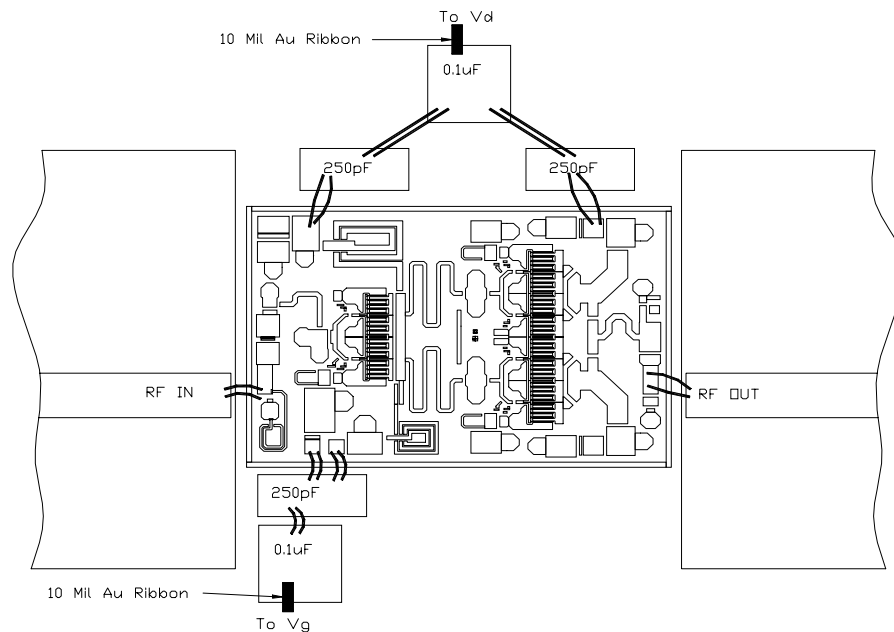 To Vd
10 Mil Au Ribbon
0.1uF
250pF
250pF
RF IN
RF OUT
250pF
0.1uF
10 Mil Au Ribbon
To Vg